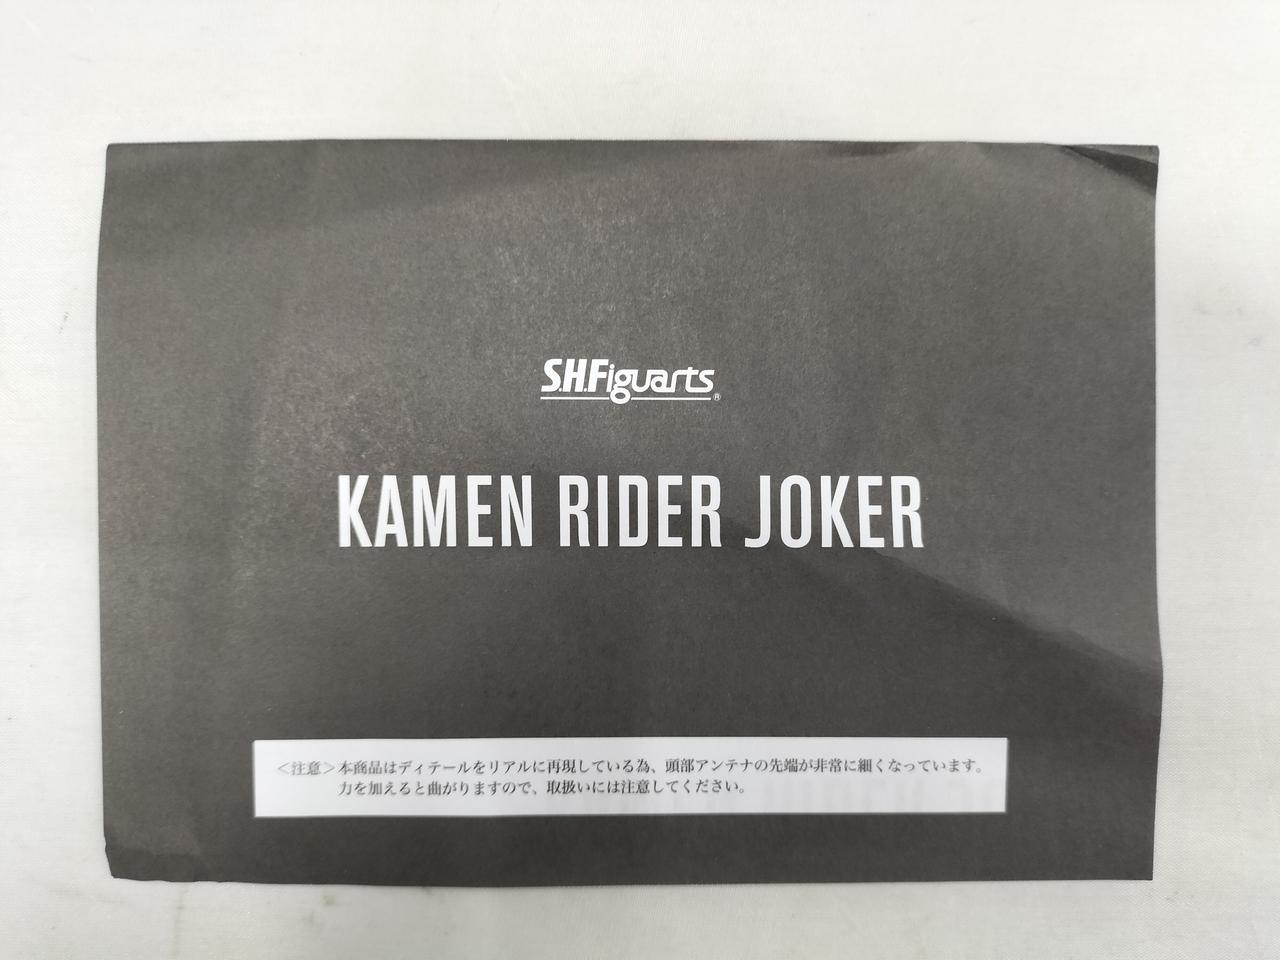 S.H.Figuarts®
KAMEN RIDER JOKER
＜注意＞本商品はディテールをリアルに再現している為、頭部アンテナの先端が非常に細くなっています。
力を加えると曲がりますので、取扱いには注意してください。